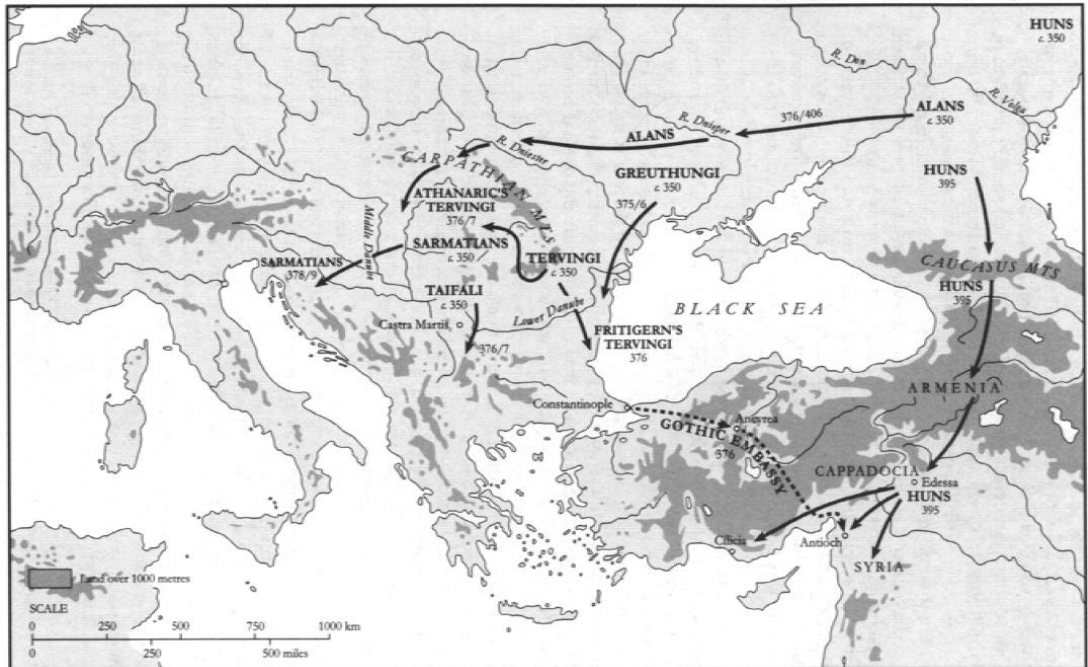 HUNS
c. 350
R. Don
R. Volga
ALANS
c. 350
376/406
R. Dnieper
ALANS
R. Dniester
CARPATHIAN MTS
GREUTHUNGI
c. 350
375/6
HUNS
395
ATHANARIC'S
TERVINGI
376/7
Middle Danube
SARMATIANS
c. 350
SARMATIANS
378/9
TERVINGI
c. 350
CAUCASUS MTS
HUNS
395
TAIFALI
c. 350
Lower Danube
BLACK SEA
Castra Martis
376/7
FRITIGERN'S
TERVINGI
376
ARMENIA
Constantinople
Ancyrea
GOTHIC EMBASSY
376
CAPPADOCIA
Edessa
HUNS
395
Cilicia
Antioch
SYRIA
Land over 1000 metres
SCALE
0 250 500 750 1000 km
0 250 500 miles